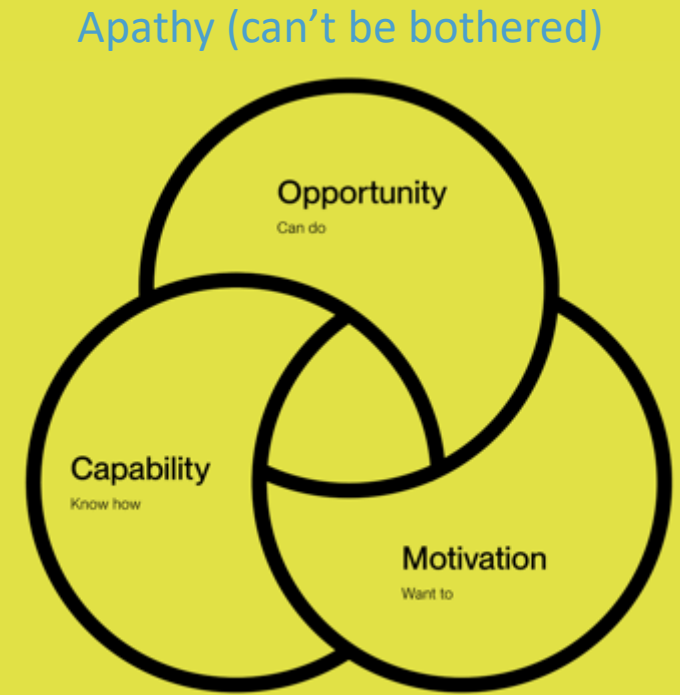 Apathy (can’t be bothered)
Opportunity
Can do
Capability
Know how
Motivation
Want to